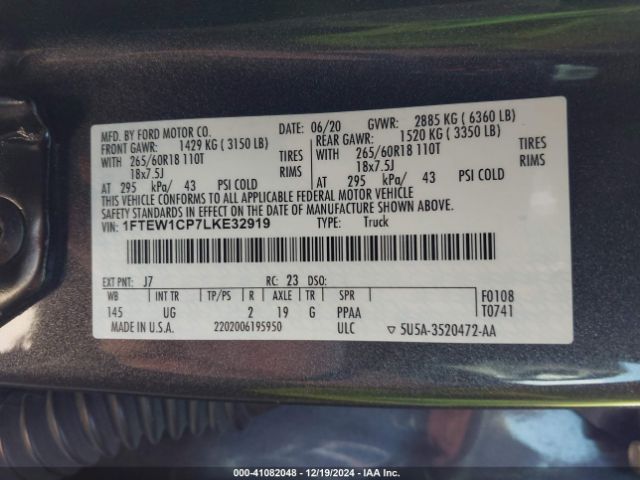 MFD. BY FORD MOTOR CO. DATE: 06/20 GVWR: 2885 KG ( 6360 LB)
FRONT GAWR: 1429 KG ( 3150 LB) REAR GAWR: 1520 KG ( 3350 LB)
WITH 265/60R18 110T TIRES WITH 265/60R18 110T TIRES
18x7.5J RIMS 18x7.5J RIMS
AT 295 kPa/ 43 PSI COLD AT 295 kPa/ 43 PSI COLD
THIS VEHICLE CONFORMS TO ALL APPLICABLE FEDERAL MOTOR VEHICLE
SAFETY STANDARDS IN EFFECT ON THE DATE OF MANUFACTURE SHOWN ABOVE.
VIN: 1FTEW1CP7LKE32919 TYPE: Truck
EXT PNT: J7 RC: 23 DSO:
WB INT TR TP/PS R AXLE TR SPR F0108
145 UG 2 19 G PPAA T0741
MADE IN U.S.A. 2202006195950 ULC ▽ 5U5A-3520472-AA
000-41082048 - 12/19/2024 - IAA Inc.